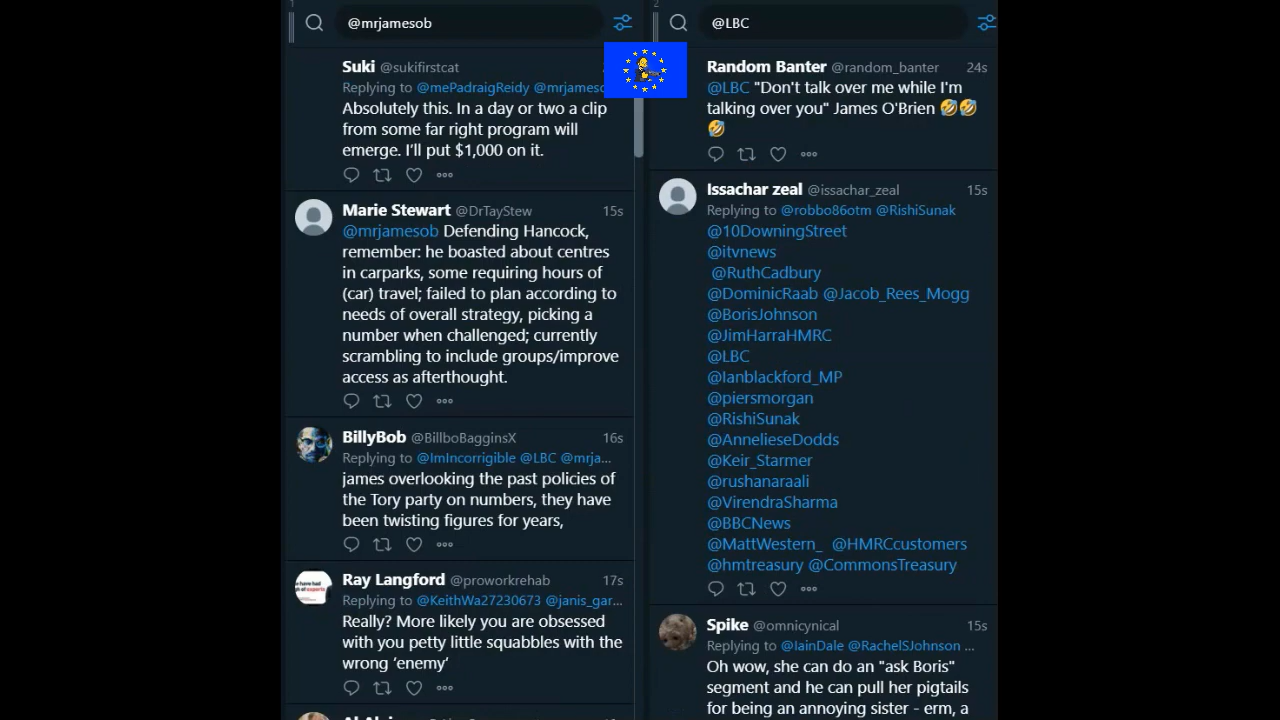 1
@mrjamesob
Suki @sukifirstcat
Replying to @mePadraigReidy @mrjameso
Absolutely this. In a day or two a clip
from some far right program will
emerge. I'll put $1,000 on it.
Marie Stewart @DrTayStew 15s
@mrjamesob Defending Hancock,
remember: he boasted about centres
in carparks, some requiring hours of
(car) travel; failed to plan according to
needs of overall strategy, picking a
number when challenged; currently
scrambling to include groups/improve
access as afterthought.
BillyBob @BillboBagginsX 16s
Replying to @ImIncorrigible @LBC @mrja...
james overlooking the past policies of
the Tory party on numbers, they have
been twisting figures for years,
Ray Langford @proworkrehab 17s
Replying to @KeithWa27230673 @janis_gar...
Really? More likely you are obsessed
with you petty little squabbles with the
wrong ‘enemy’
2
@LBC
Random Banter @random_banter 24s
@LBC "Don't talk over me while I'm
talking over you" James O'Brien 🤣🤣
🤣
Issachar zeal @issachar_zeal 15s
Replying to @robbo86otm @RishiSunak
@10DowningStreet
@itvnews
@RuthCadbury
@DominicRaab @Jacob_Rees_Mogg
@BorisJohnson
@JimHarraHMRC
@LBC
@Ianblackford_MP
@piersmorgan
@RishiSunak
@AnnelieseDodds
@Keir_Starmer
@rushanaraali
@VirendraSharma
@BBCNews
@MattWestern_ @HMRCcustomers
@hmtreasury @CommonsTreasury
Spike @omnicynical 15s
Replying to @IainDale @RachelSJohnson ...
Oh wow, she can do an "ask Boris"
segment and he can pull her pigtails
for being an annoying sister - erm, a